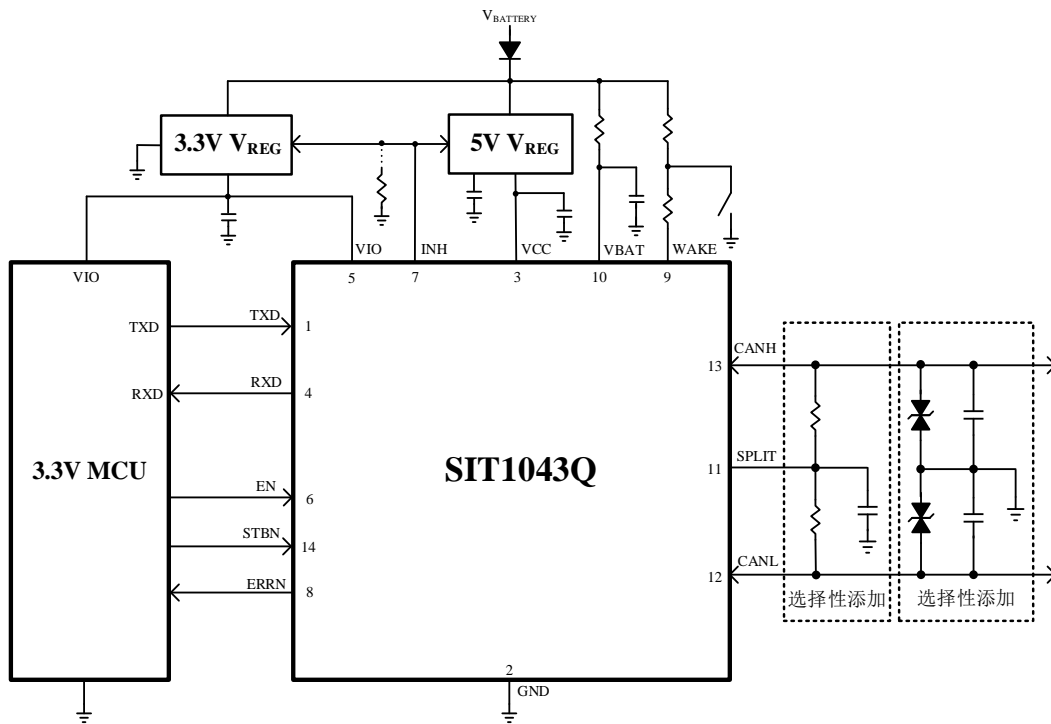 VBATTERY
3.3V VREG
5V VREG
VIO
INH
VCC
VBAT
WAKE
5
7
3
10
9
VIO
TXD
TXD
1
RXD
RXD
4
3.3V MCU
SIT1043Q
EN
6
STBN
14
ERRN
8
13
CANH
11
SPLIT
12
CANL
选择性添加
选择性添加
2
GND